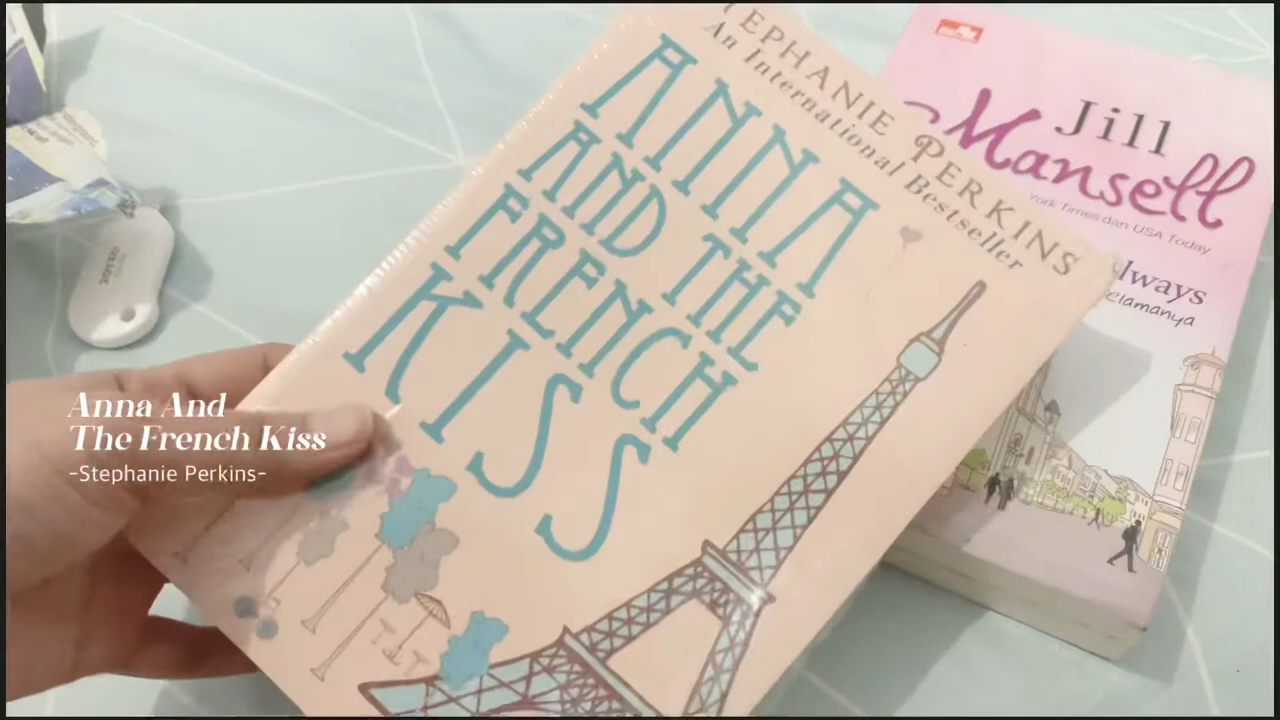 STEPHANIE PERKINS
An International Bestseller
ANNA
AND THE
FRENCH
KISS
Jill
Mansell
York Times dan USA Today
lways
elamanya
Anna And
The French Kiss
-Stephanie Perkins-